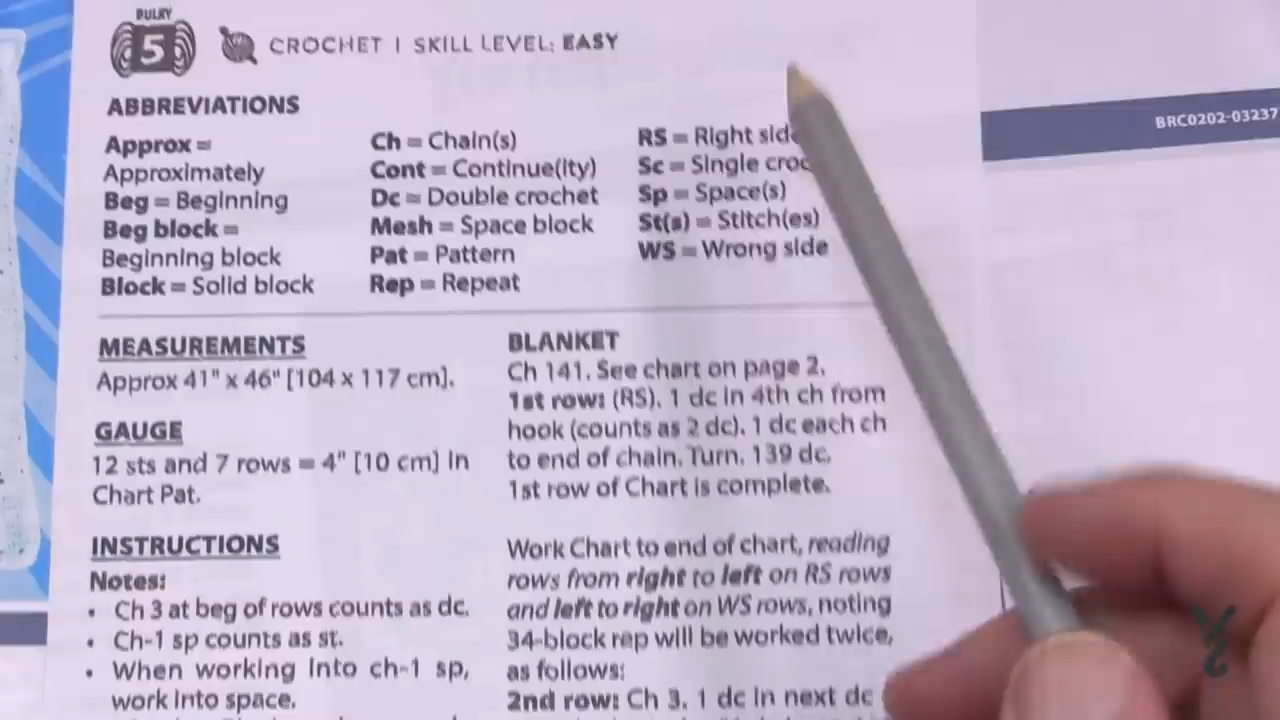 BULKY
5
CROCHET | SKILL LEVEL: EASY
BRC0202-03237
ABBREVIATIONS
Approx =
Approximately
Beg = Beginning
Beg block =
Beginning block
Block = Solid block
Ch = Chain(s)
Cont = Continue(ity)
Dc = Double crochet
Mesh = Space block
Pat = Pattern
Rep = Repeat
RS = Right
Sc = Single
Sp = Space(s)
St(s) = Stitch(es)
WS = Wrong side
MEASUREMENTS
Approx 41" x 46" [104 x 117 cm].
GAUGE
12 sts and 7 rows = 4" [10 cm] in
Chart Pat.
INSTRUCTIONS
Notes:
• Ch 3 at beg of rows counts as dc.
• Ch-1 sp counts as st.
• When working into ch-1 sp,
work into space.
BLANKET
Ch 141. See chart on page 2.
1st row: (RS). 1 dc in 4th ch from
hook (counts as 2 dc). 1 dc each ch
to end of chain. Turn. 139 dc.
1st row of Chart is complete.
Work Chart to end of chart, reading
rows from right to left on RS rows
and left to right on WS rows, noting
34-block rep will be worked twice,
as follows:
2nd row: Ch 3. 1 dc in next dc